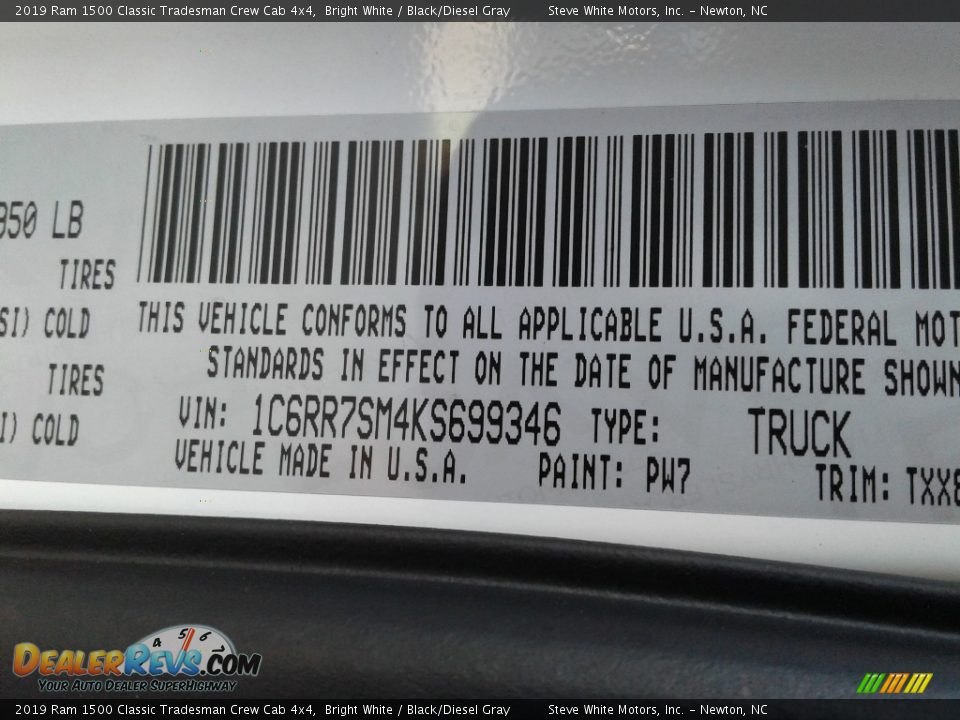 2019 Ram 1500 Classic Tradesman Crew Cab 4x4, Bright White / Black/Diesel Gray Steve White Motors, Inc. – Newton, NC
350 LB
TIRES
SI) COLD
TIRES
I) COLD
THIS VEHICLE CONFORMS TO ALL APPLICABLE U.S.A. FEDERAL MOT
STANDARDS IN EFFECT ON THE DATE OF MANUFACTURE SHOWN
VIN: 1C6RR7SM4KS699346 TYPE: TRUCK
VEHICLE MADE IN U.S.A. PAINT: PW7 TRIM: TXX8
4 5 6
DEALERREVS.COM
YOUR AUTO DEALER SUPERHIGHWAY
2019 Ram 1500 Classic Tradesman Crew Cab 4x4, Bright White / Black/Diesel Gray Steve White Motors, Inc. – Newton, NC